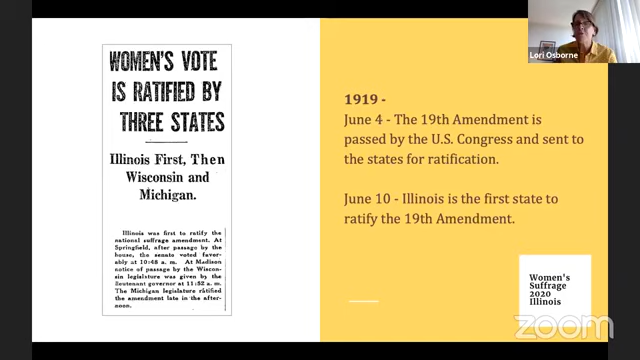 WOMEN'S VOTE
IS RATIFIED BY
THREE STATES
Illinois First, Then
Wisconsin and
Michigan.
Illinois was first to ratify the
national suffrage amendment. At
Springfield, after passage by the
house, the senato voted favor-
ably at 10:48 a. m. At Madison
notice of passage by the Wiscon-
sin legislature was given by the
lieutenant governor at 11:52 a. m.
The Michigan legislature ratified
the amendment late in the after-
noon.
1919 -
June 4 - The 19th Amendment is
passed by the U.S. Congress and sent to
the states for ratification.
June 10 - Illinois is the first state to
ratify the 19th Amendment.
Women's
Suffrage
2020
Illinois
Lori Osborne
zoom